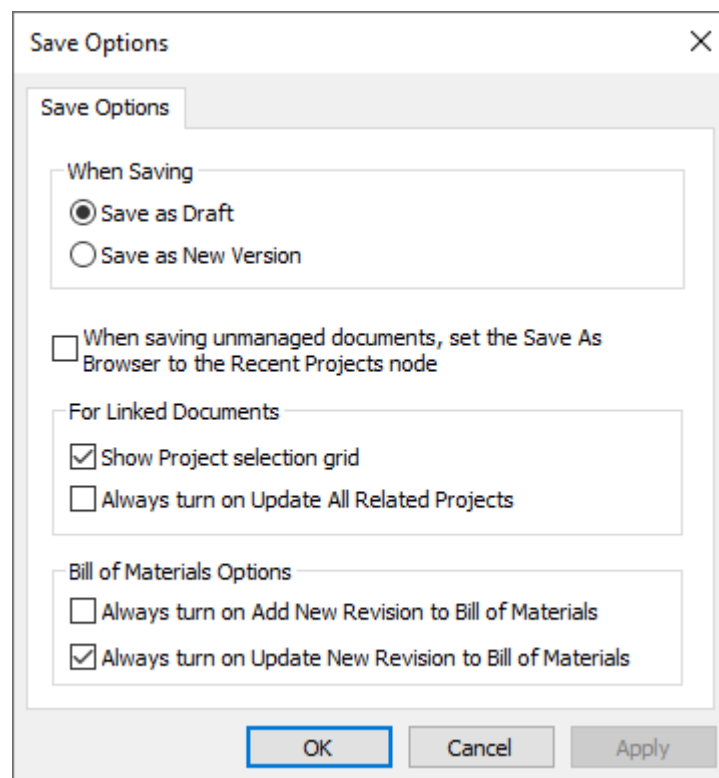 Save Options
Save Options
When Saving
Save as Draft
Save as New Version
When saving unmanaged documents, set the Save As
Browser to the Recent Projects node
For Linked Documents
Show Project selection grid
Always turn on Update All Related Projects
Bill of Materials Options
Always turn on Add New Revision to Bill of Materials
Always turn on Update New Revision to Bill of Materials
OK Cancel Apply